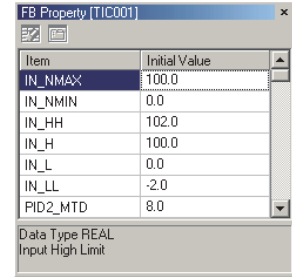 FB Property [TIC001]
Item Initial Value
IN_NMAX 100.0
IN_NMIN 0.0
IN_HH 102.0
IN_H 100.0
IN_L 0.0
IN_LL -2.0
PID2_MTD 8.0
Data Type REAL
Input High Limit